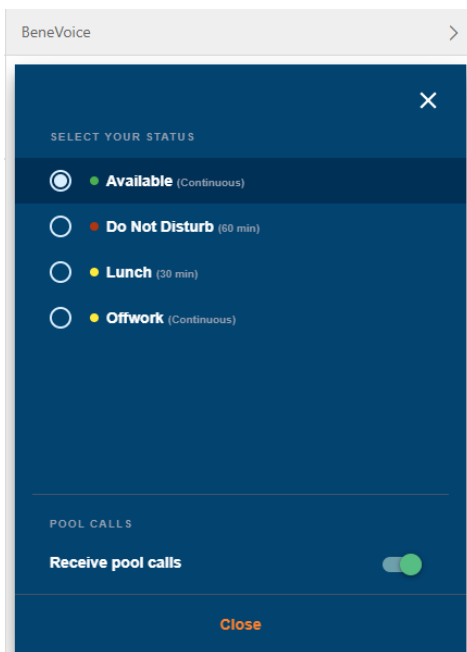 BeneVoice
SELECT YOUR STATUS
Available (Continuous)
Do Not Disturb (60 min)
Lunch (30 min)
Offwork (Continuous)
POOL CALLS
Receive pool calls
Close